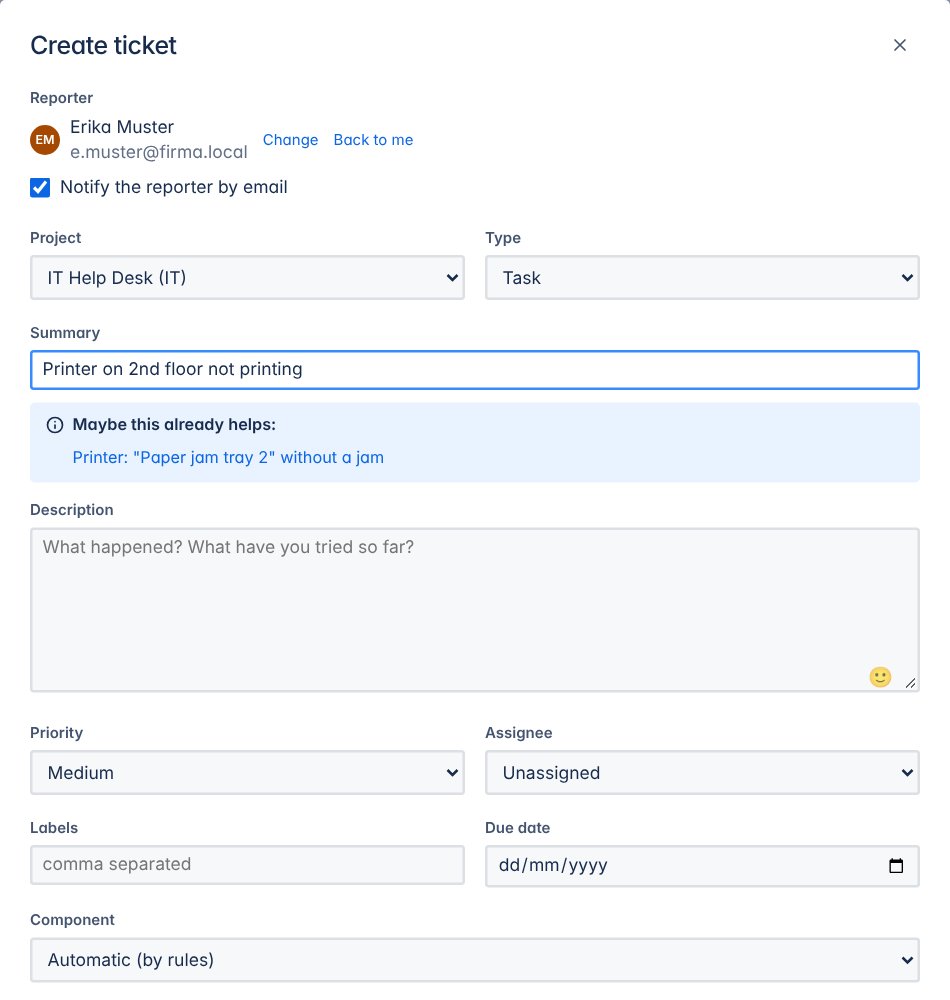 Create ticket
Reporter
EM
Erika Muster
e.muster@firma.local
Change Back to me
Notify the reporter by email
Project
Type
IT Help Desk (IT)
Task
Summary
Printer on 2nd floor not printing
Maybe this already helps:
Printer: "Paper jam tray 2" without a jam
Description
What happened? What have you tried so far?
Priority
Assignee
Medium
Unassigned
Labels
Due date
comma separated
dd/mm/yyyy
Component
Automatic (by rules)